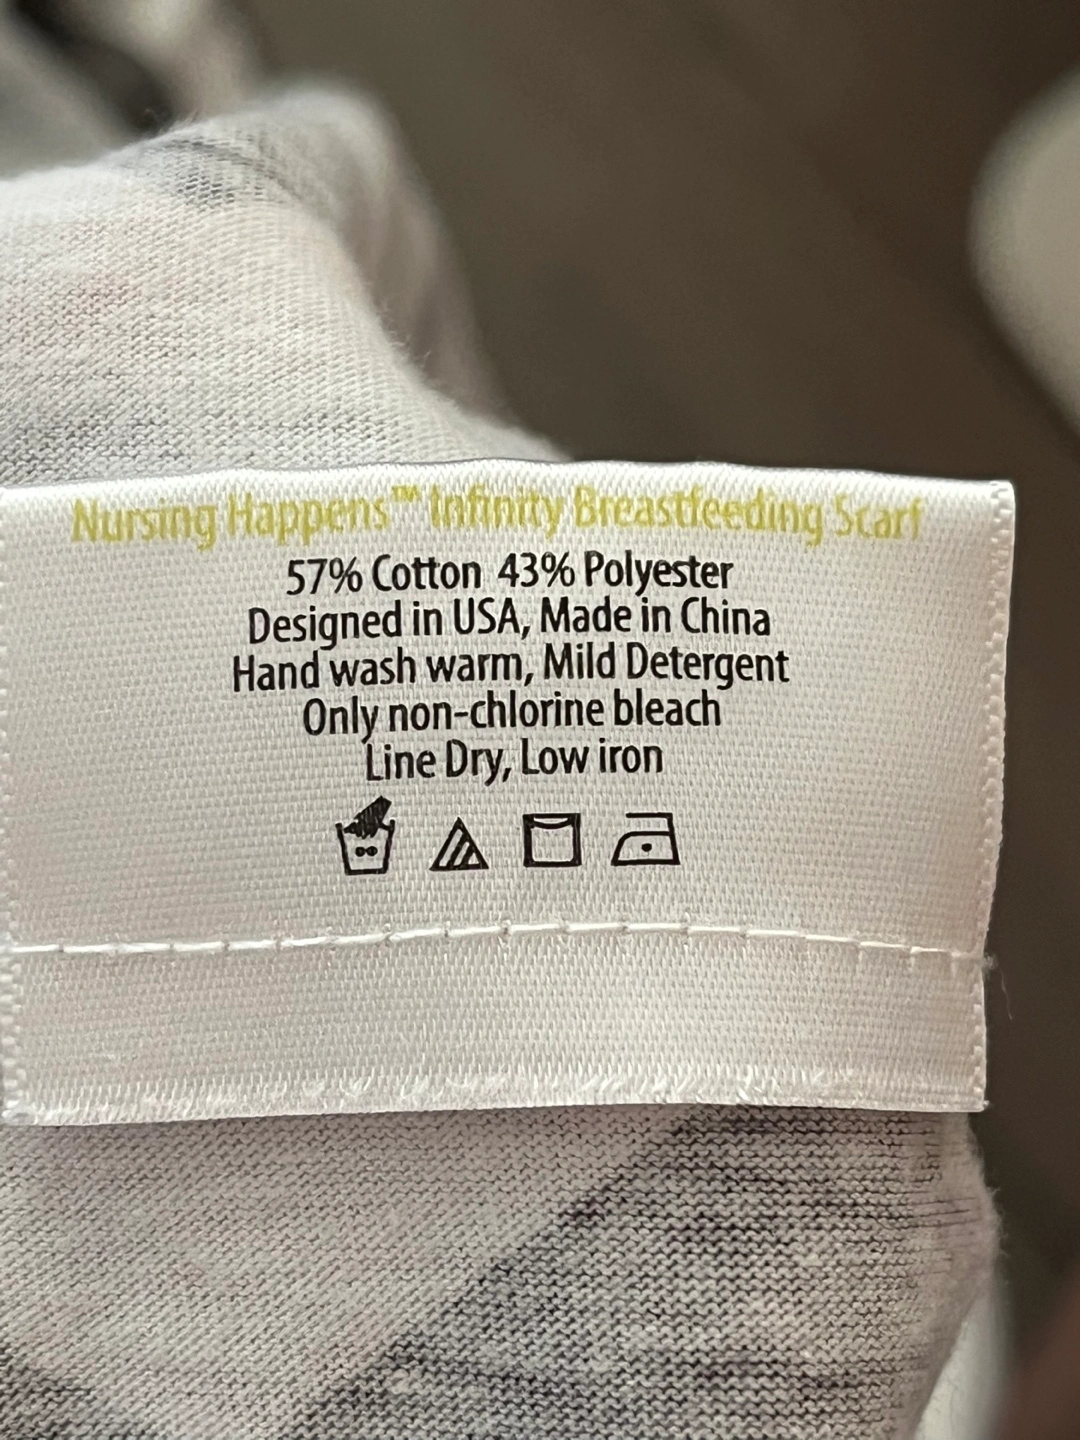 Nursing Happens™ Infinity Breastfeeding Scarf
57% Cotton 43% Polyester
Designed in USA, Made in China
Hand wash warm, Mild Detergent
Only non-chlorine bleach
Line Dry, Low iron